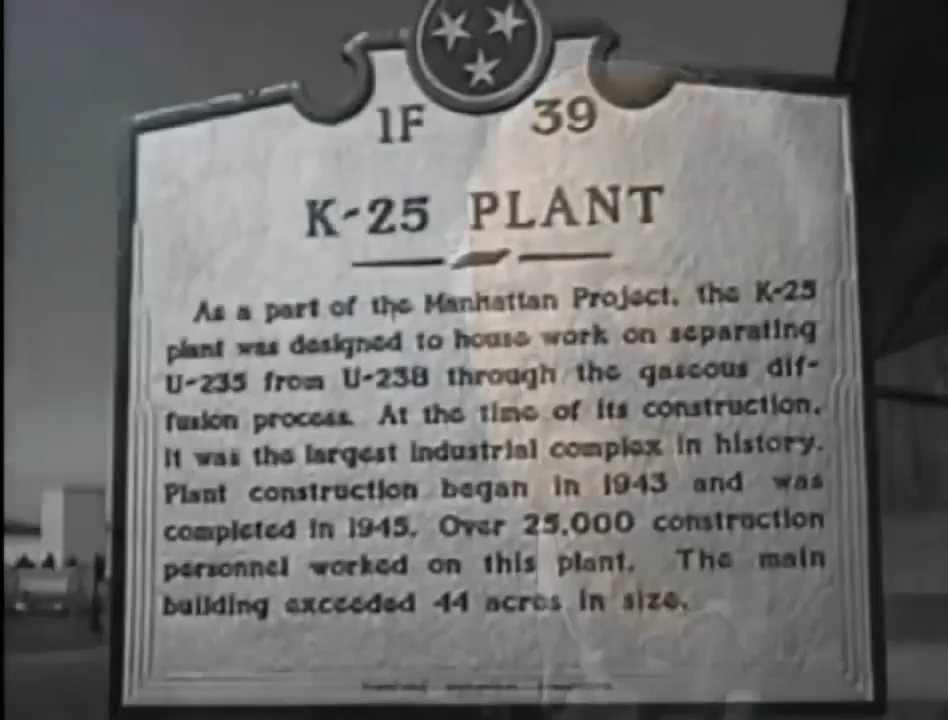 1F 39
K-25 PLANT
As a part of the Manhattan Project, the K-25
plant was designed to house work on separating
U-235 from U-238 through the gaseous dif-
fusion process. At the time of its construction,
it was the largest industrial complex in history.
Plant construction began in 1943 and was
completed in 1945. Over 25,000 construction
personnel worked on this plant. The main
building exceeded 44 acres in size.